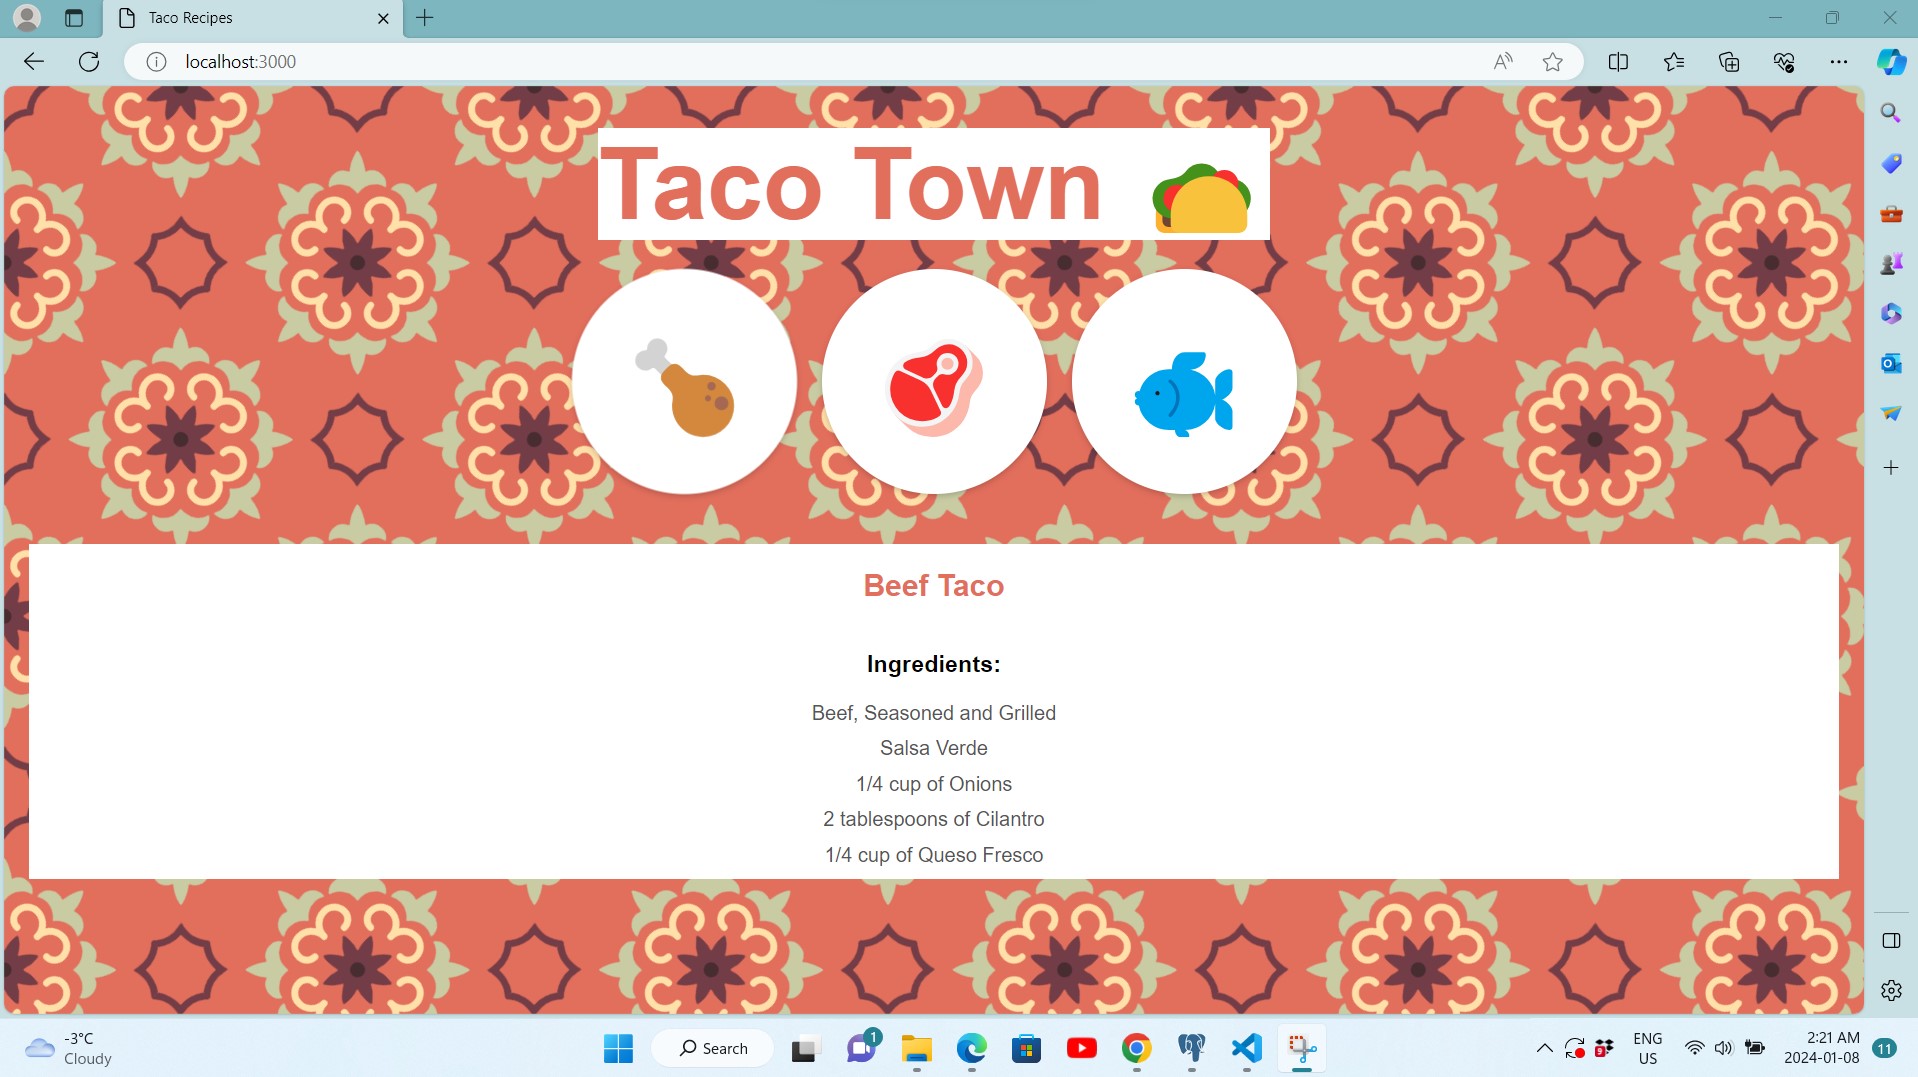 Taco Recipes
localhost:3000
Taco Town
Beef Taco
Ingredients:
Beef, Seasoned and Grilled
Salsa Verde
1/4 cup of Onions
2 tablespoons of Cilantro
1/4 cup of Queso Fresco
-3°C
Cloudy
Search
1
9
ENG
US
2:21 AM
2024-01-08
11